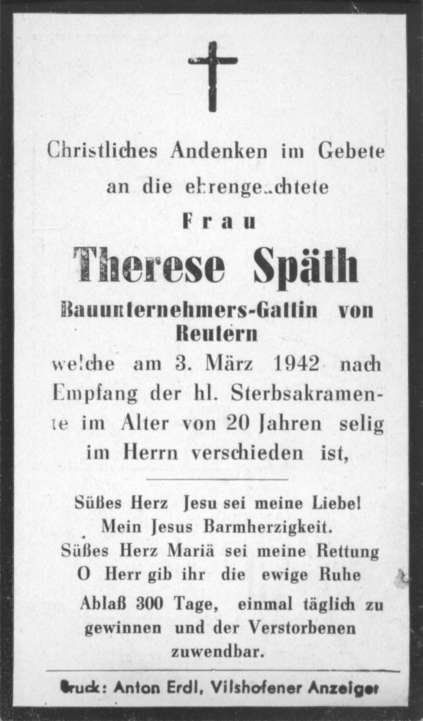 Christliches Andenken im Gebete
an die ehrengeachtete
Frau
Therese Späth
Bauunternehmers-Gattin von
Reutern
welche am 3. März 1942 nach
Empfang der hl. Sterbsakramen-
te im Alter von 20 Jahren selig
im Herrn verschieden ist,
Süßes Herz Jesu sei meine Liebe!
Mein Jesus Barmherzigkeit.
Süßes Herz Mariä sei meine Rettung
O Herr gib ihr die ewige Ruhe
Ablaß 300 Tage, einmal täglich zu
gewinnen und der Verstorbenen
zuwendbar.
Druck: Anton Erdl, Vilshofener Anzeiger